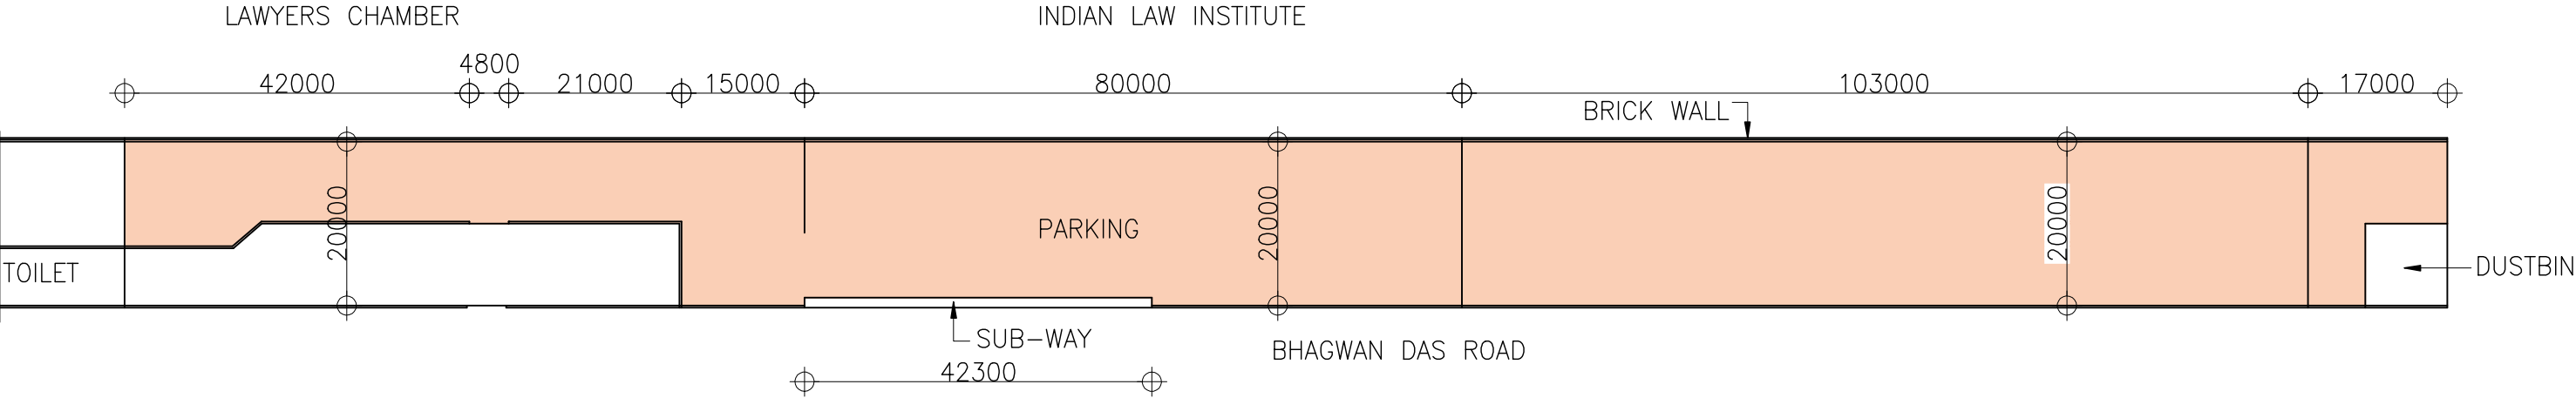 LAWYERS CHAMBER
INDIAN LAW INSTITUTE
42000
4800
21000
15000
80000
103000
17000
BRICK WALL
20000
20000
20000
PARKING
TOILET
DUSTBIN
SUB-WAY
BHAGWAN DAS ROAD
42300